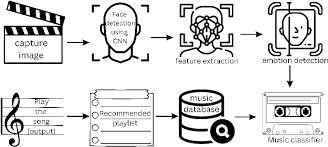 capture
image
Face
detection
using
CNN
feature extraction
emotion detection
Play
the
song
(output)
Recommended
playlist
music
database
Music classifier